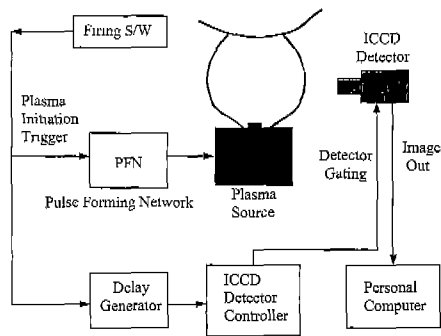 Firing S/W
ICCD
Detector
Plasma
Initiation
Trigger
PFN
Pulse Forming Network
Plasma
Source
Detector
Gating
Image
Out
Delay
Generator
ICCD
Detector
Controller
Personal
Computer